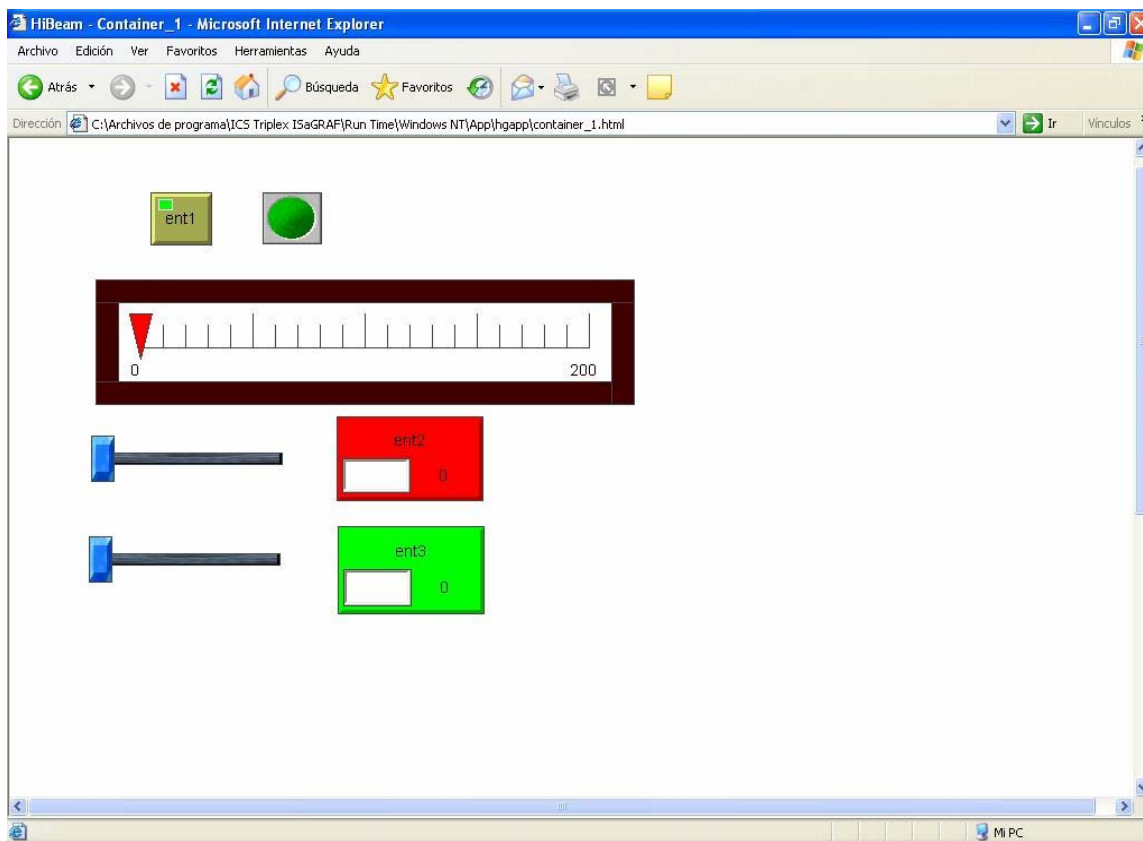 HiBeam - Container_1 - Microsoft Internet Explorer
Archivo Edición Ver Favoritos Herramientas Ayuda
Atrás Búsqueda Favoritos
Dirección C:\Archivos de programa\ICS Triplex ISaGRAF\Run Time\Windows NT\App\hgapp\container_1.html Ir Vínculos
ent1
0 200
ent2
0
ent3
0
Mi PC